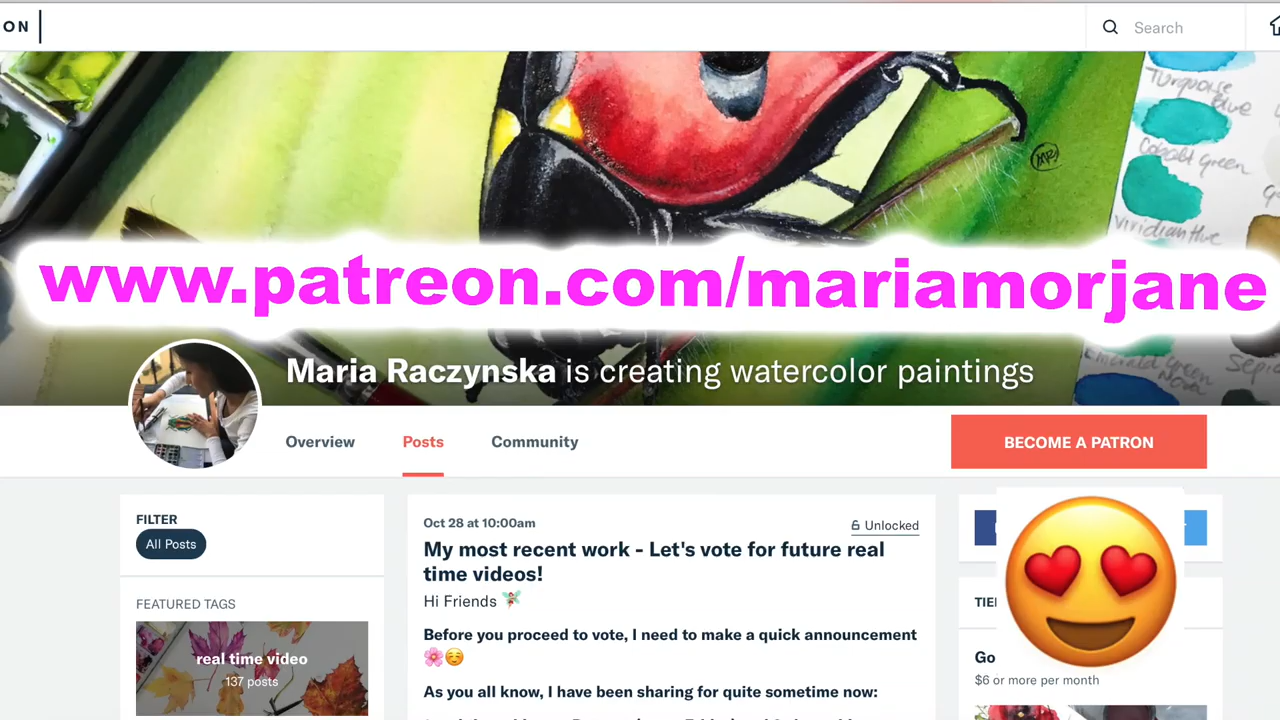 ON
Search
Turquoise
Blue
Cobalt Green
Viridian Hue
MR
www.patreon.com/mariamorjane
Maria Raczynska is creating watercolor paintings
Overview
Posts
Community
BECOME A PATRON
FILTER
All Posts
FEATURED TAGS
real time video
137 posts
Oct 28 at 10:00am
Unlocked
My most recent work - Let's vote for future real
time videos!
Hi Friends
Before you proceed to vote, I need to make a quick announcement
As you all know, I have been sharing for quite sometime now:
TIE
Go
$6 or more per month